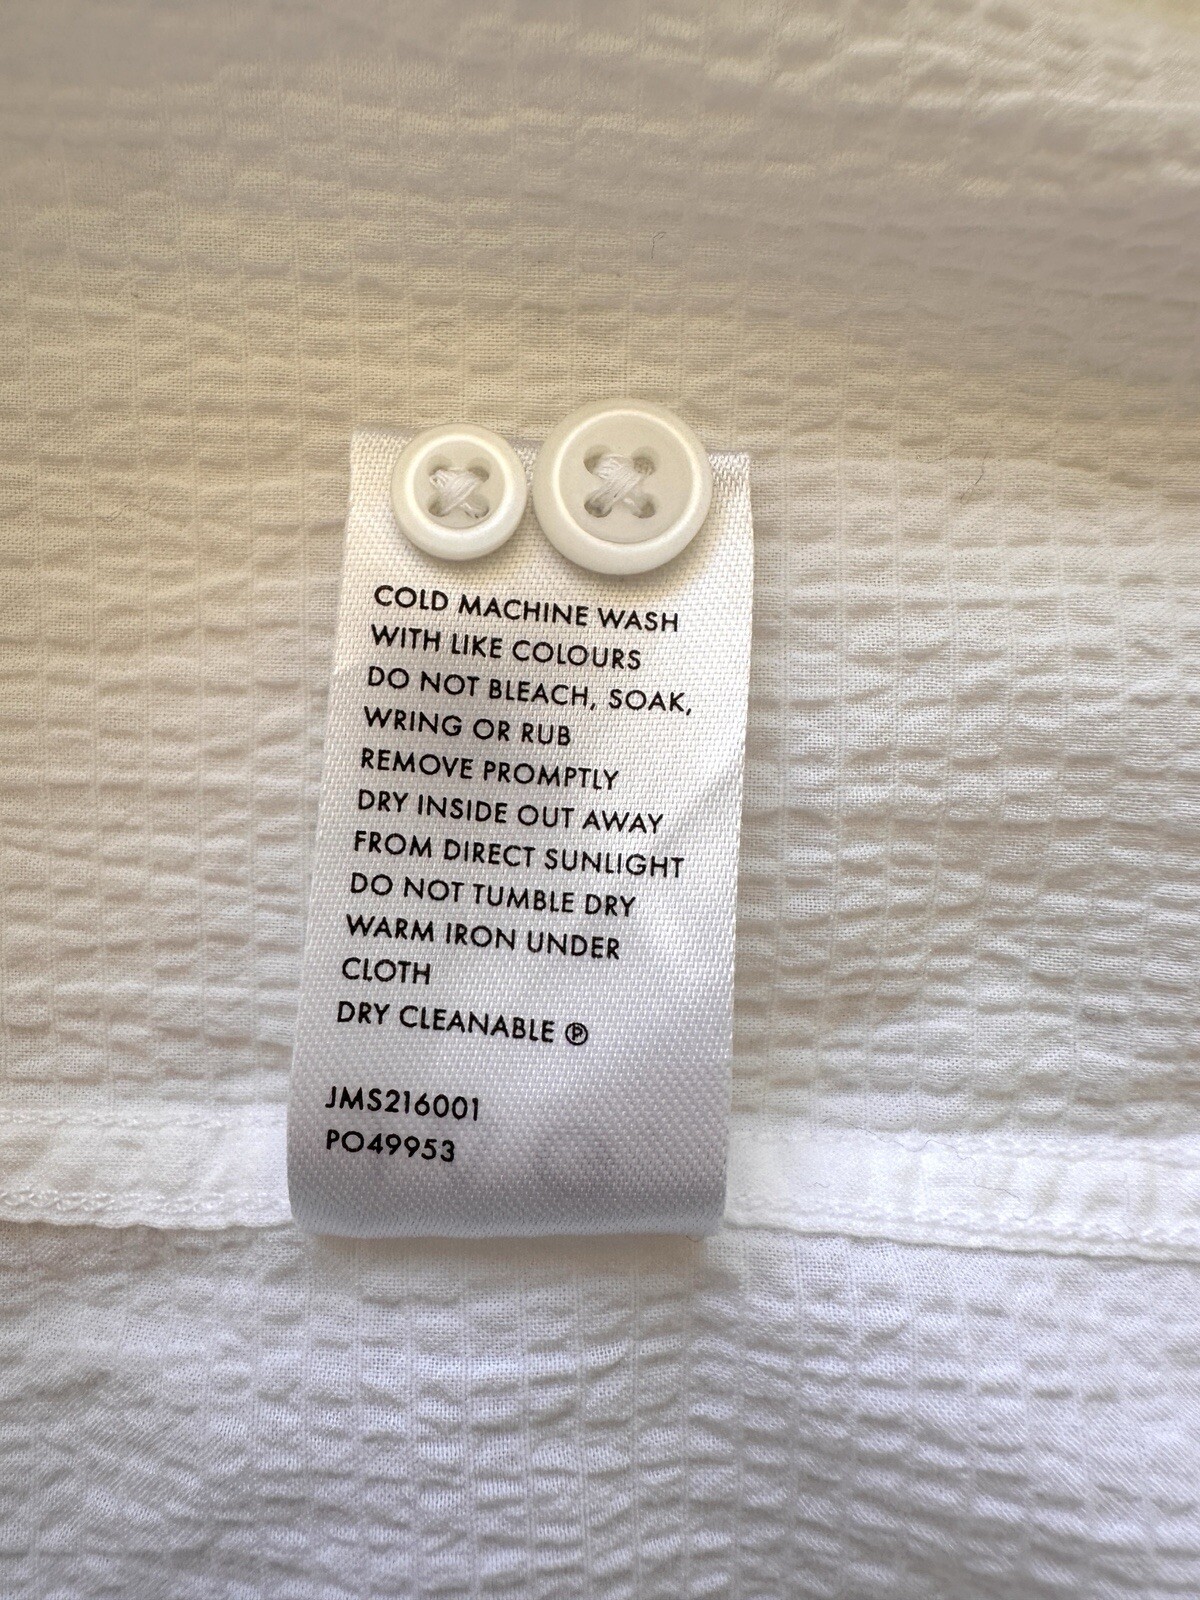 COLD MACHINE WASH
WITH LIKE COLOURS
DO NOT BLEACH, SOAK,
WRING OR RUB
REMOVE PROMPTLY
DRY INSIDE OUT AWAY
FROM DIRECT SUNLIGHT
DO NOT TUMBLE DRY
WARM IRON UNDER
CLOTH
DRY CLEANABLE Ⓟ
JMS216001
PO49953